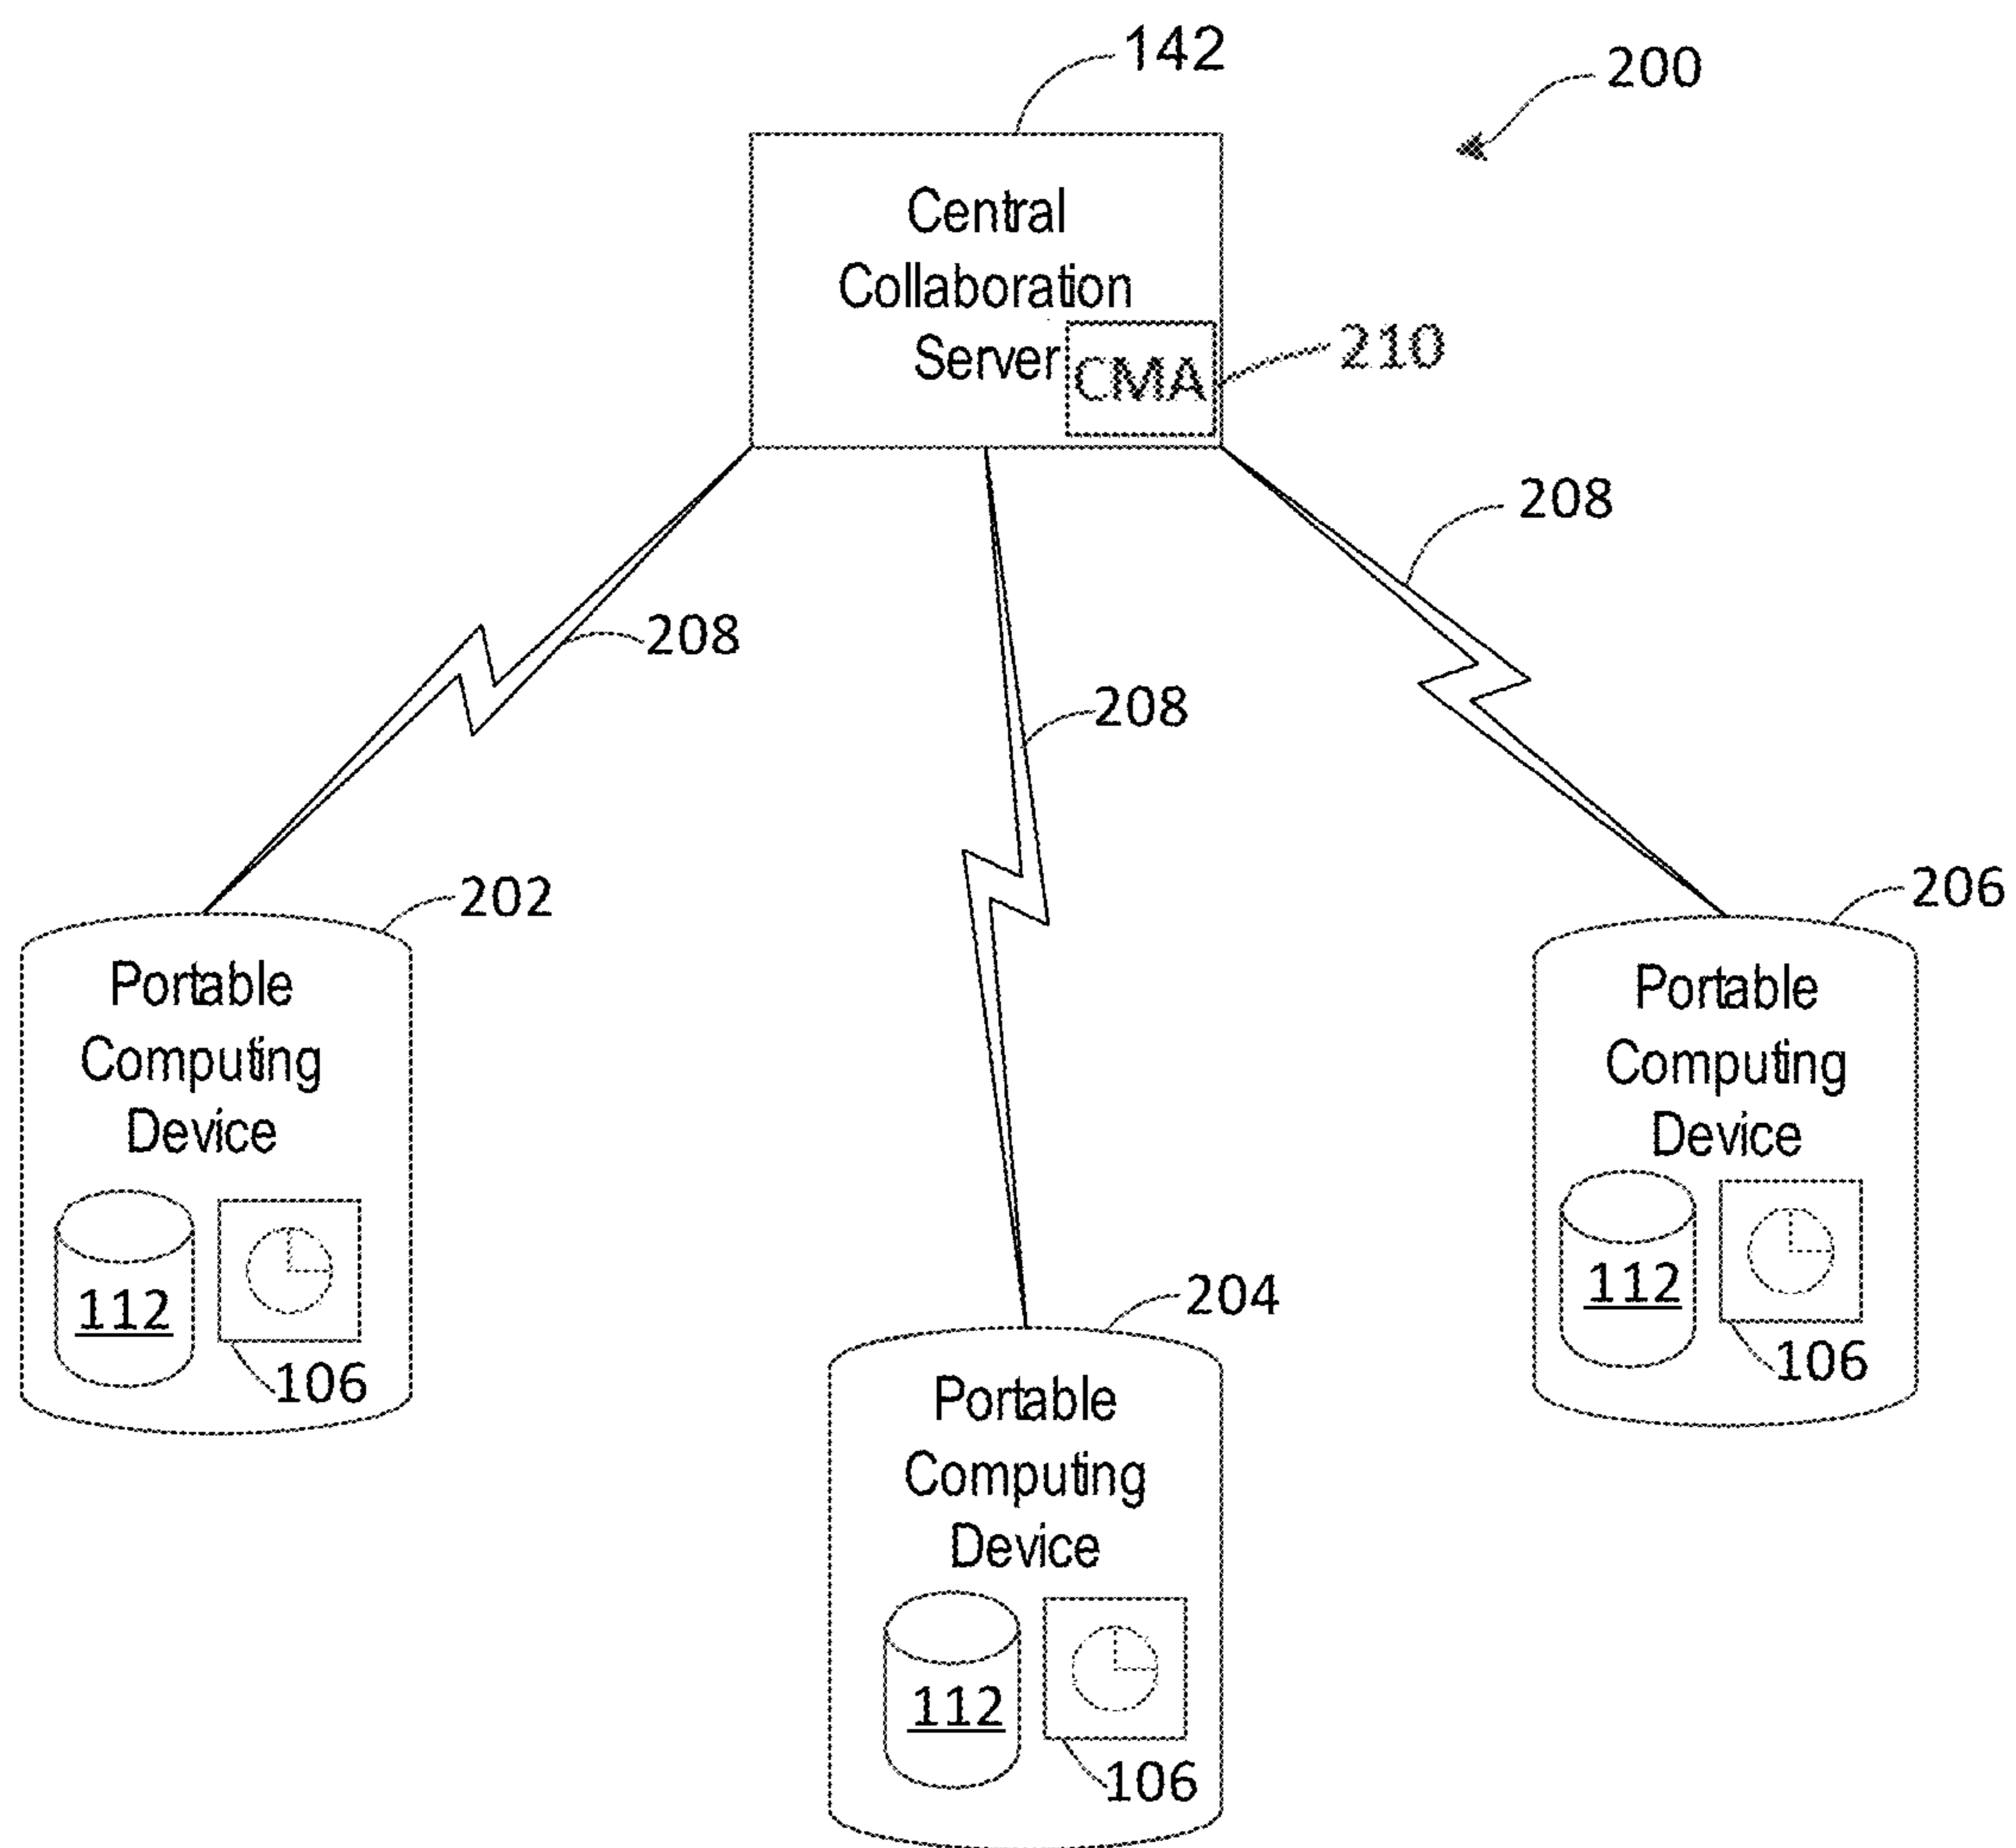 142
200
Central
Collaboration
Server
CMA
210
208
208
208
202
206
Portable
Computing
Device
112
106
Portable
Computing
Device
112
106
204
Portable
Computing
Device
112
106